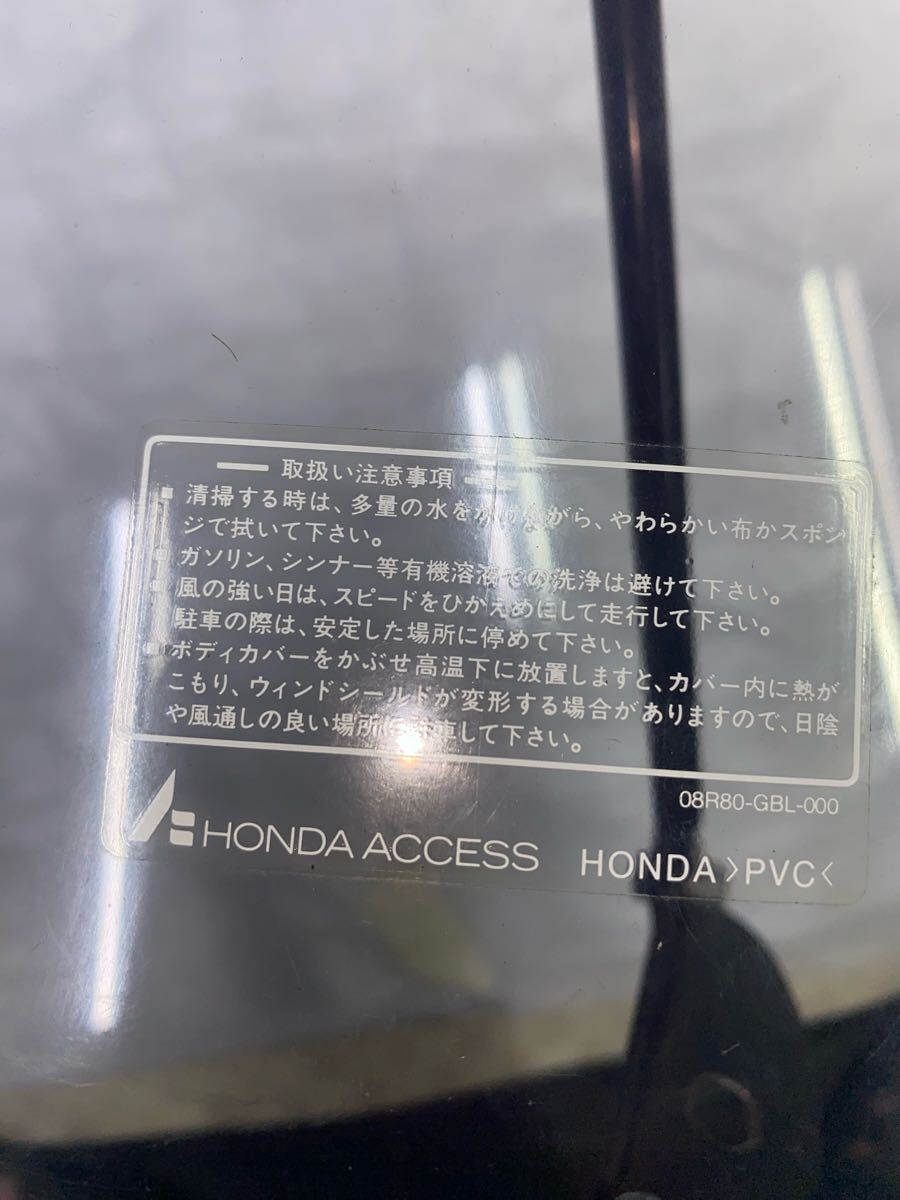 取扱い注意事項
■清掃する時は、多量の水をかけながら、やわらかい布かスポン
ジで拭いて下さい。
■ガソリン、シンナー等有機溶液での洗浄は避けて下さい。
■風の強い日は、スピードをひかえめにして走行して下さい。
駐車の際は、安定した場所に停めて下さい。
■ボディカバーをかぶせ高温下に放置しますと、カバー内に熱が
こもり、ウィンドシールドが変形する場合がありますので、日陰
や風通しの良い場所に駐車して下さい。
08R80-GBL-000
HONDA ACCESS HONDA >PVC<